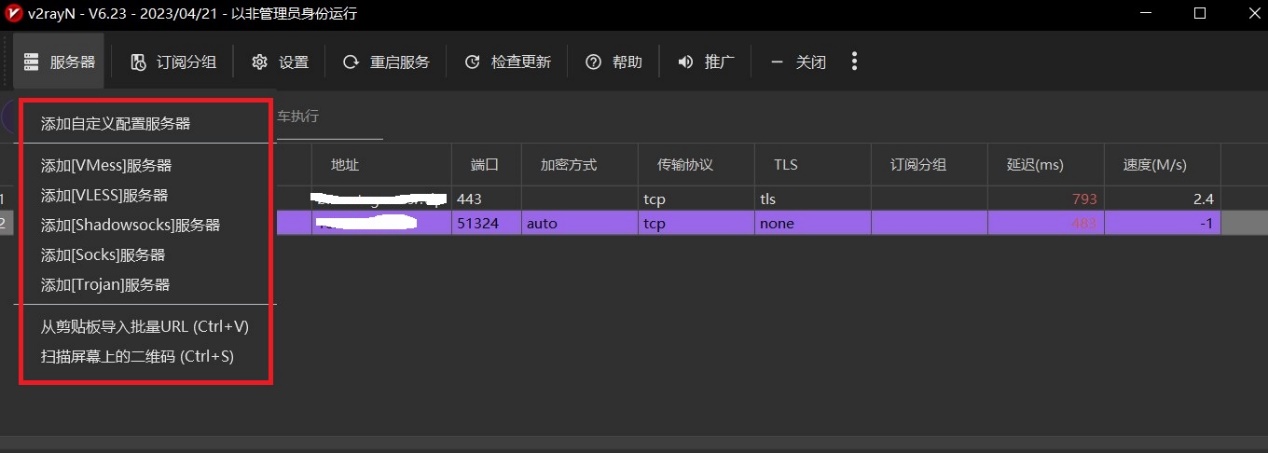 v2rayN - V6.23 - 2023/04/21 - 以非管理员身份运行
服务器 订阅分组 设置 重启服务 检查更新 帮助 推广 关闭
添加自定义配置服务器
车执行
添加[VMess]服务器
添加[VLESS]服务器
添加[Shadowsocks]服务器
添加[Socks]服务器
添加[Trojan]服务器
从剪贴板导入批量URL (Ctrl+V)
扫描屏幕上的二维码 (Ctrl+S)
地址 端口 加密方式 传输协议 TLS 订阅分组 延迟(ms) 速度(M/s)
1 443 tcp tls 793 2.4
2 51324 auto tcp none 483 -1